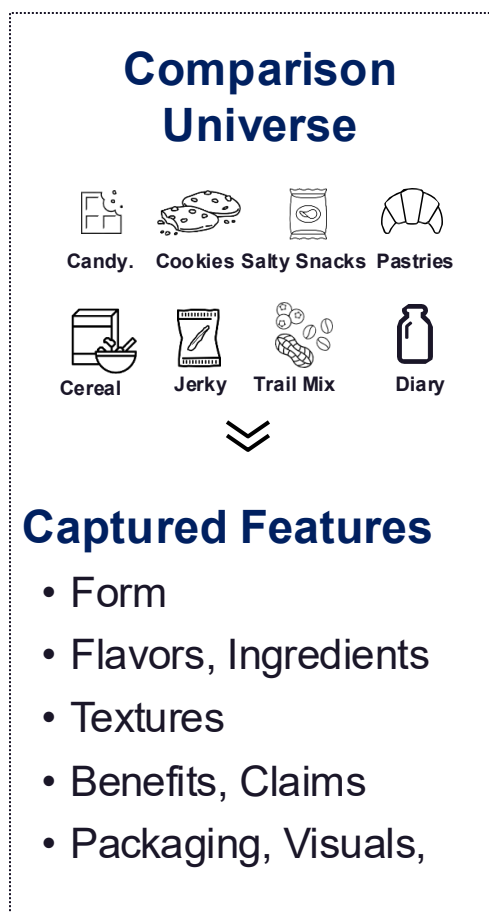 Comparison
Universe
Candy. Cookies Salty Snacks Pastries
Cereal Jerky Trail Mix Diary
Captured Features
• Form
• Flavors, Ingredients
• Textures
• Benefits, Claims
• Packaging, Visuals,